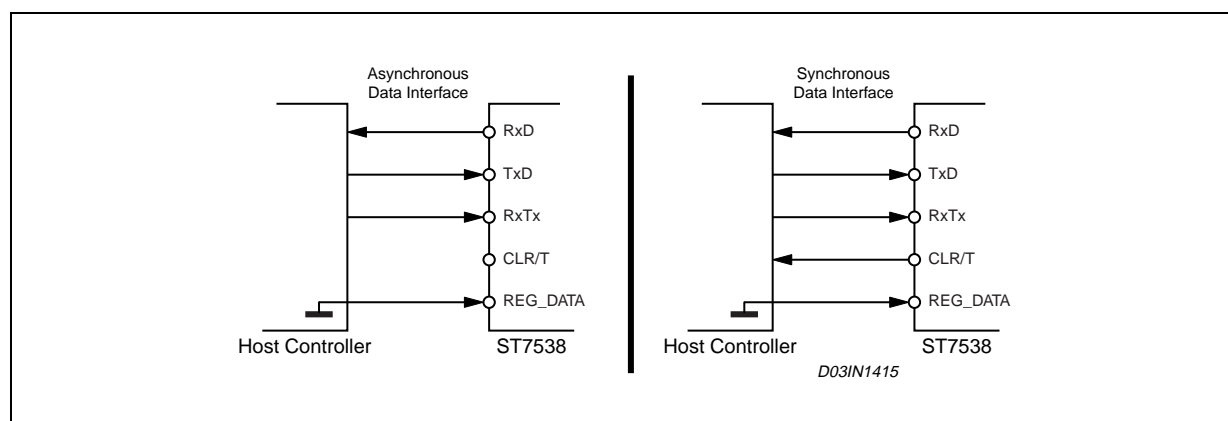 Asynchronous
Data Interface
RxD
TxD
RxTx
CLR/T
REG_DATA
Host Controller
ST7538
Synchronous
Data Interface
RxD
TxD
RxTx
CLR/T
REG_DATA
Host Controller
ST7538
D03IN1415